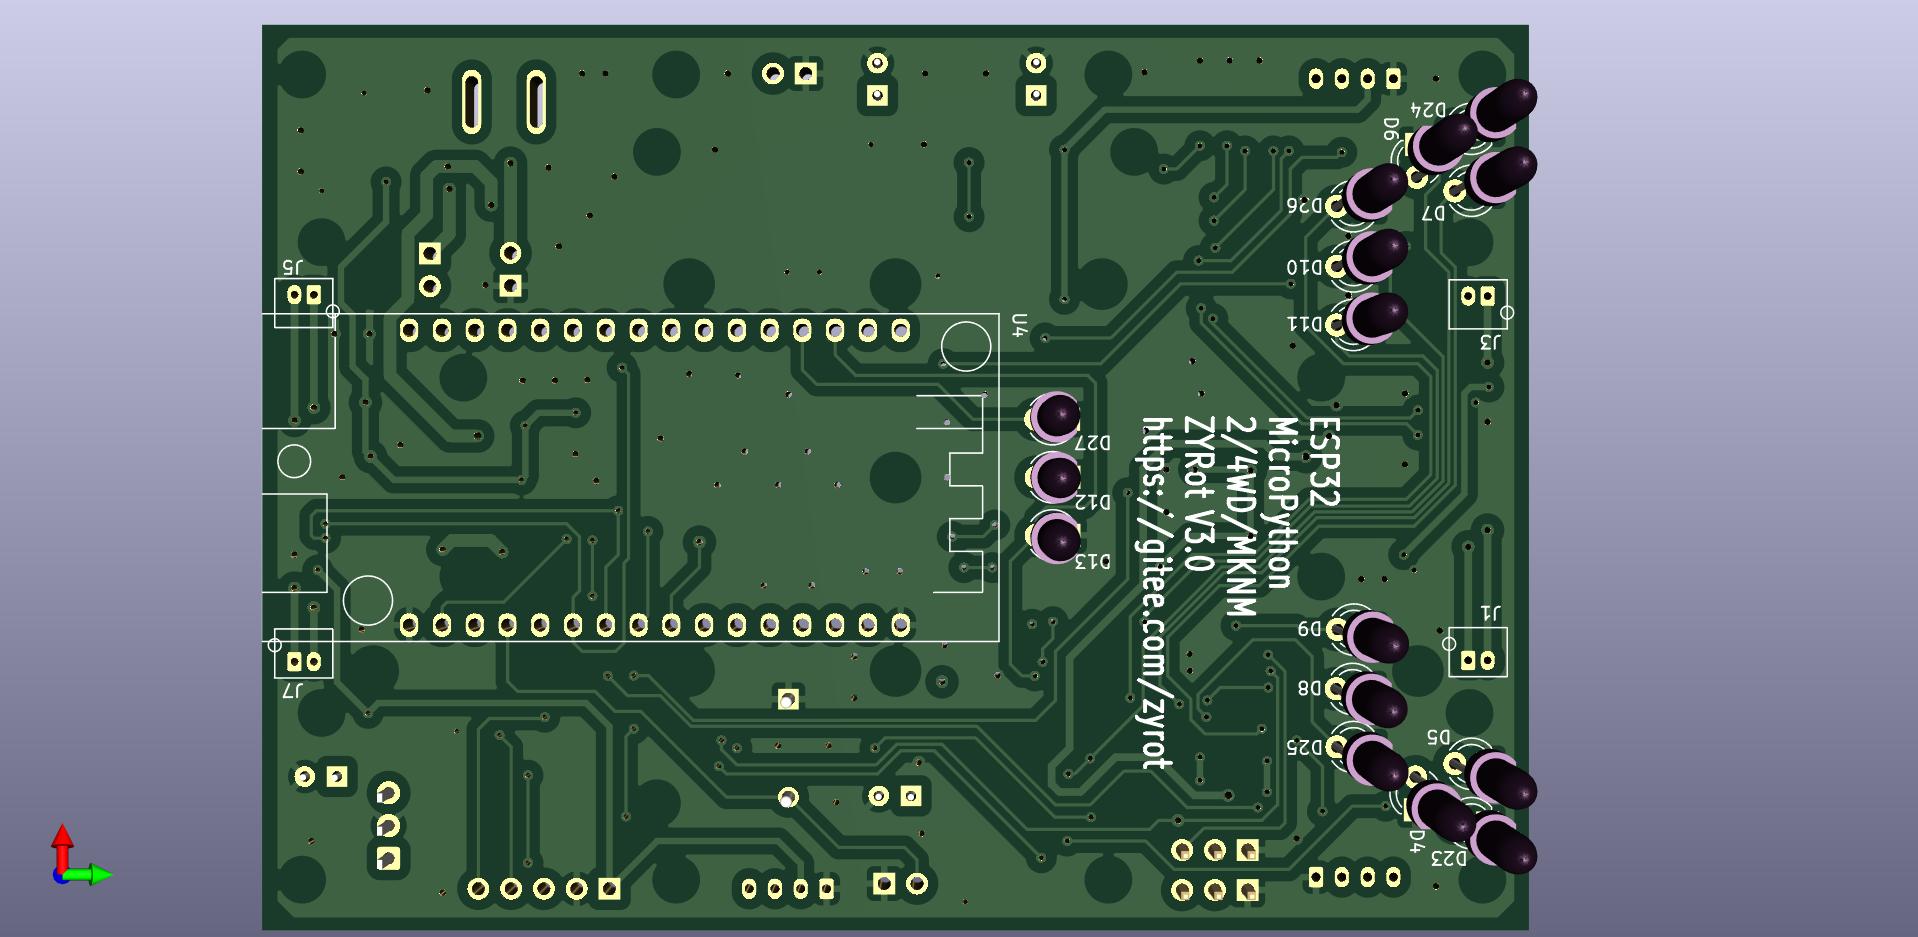 ESP32
MicroPython
2/4WD/MKNM
ZYRot V3.0
https://gitee.com/zyrot
D24
D6
D7
D26
D10
D11
J5
U4
J3
D27
D12
D13
J1
D9
D8
D25
D5
D4
D23
J7